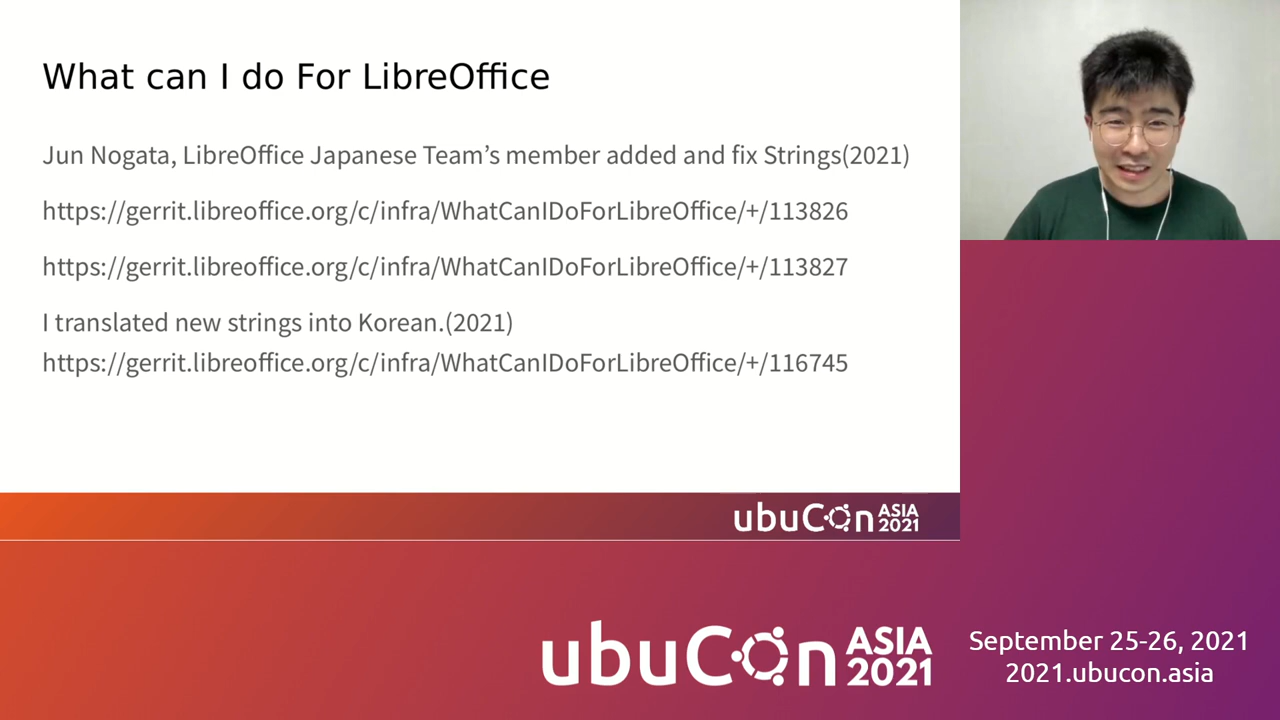 What can I do For LibreOffice
Jun Nogata, LibreOffice Japanese Team’s member added and fix Strings(2021)
https://gerrit.libreoffice.org/c/infra/WhatCanIDoForLibreOffice/+/113826
https://gerrit.libreoffice.org/c/infra/WhatCanIDoForLibreOffice/+/113827
I translated new strings into Korean.(2021)
https://gerrit.libreoffice.org/c/infra/WhatCanIDoForLibreOffice/+/116745
ubuCon ASIA 2021
ubuCon ASIA 2021
September 25-26, 2021
2021.ubucon.asia